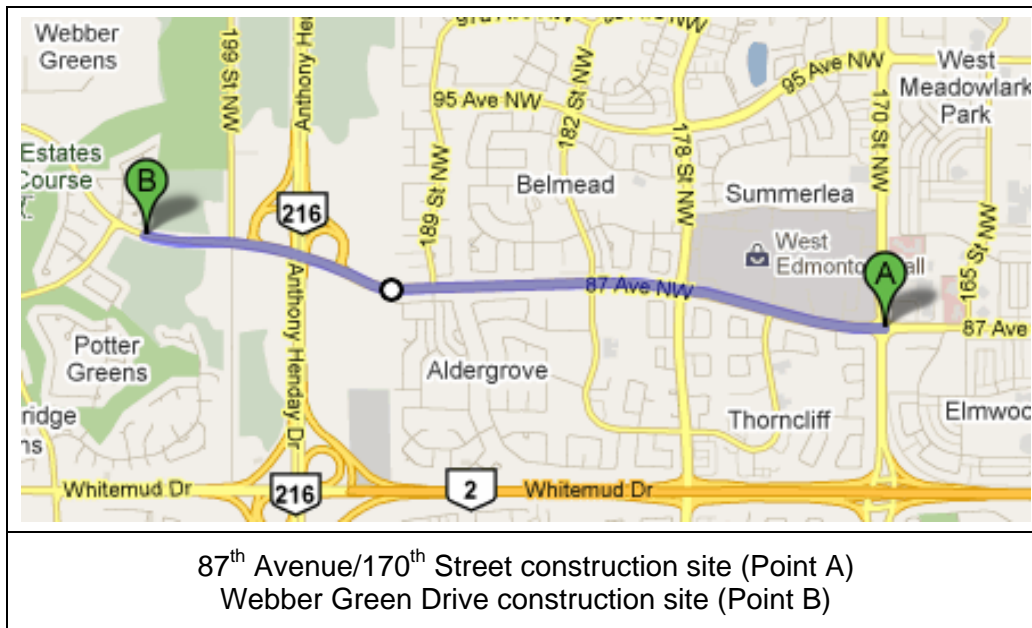 Webber
Greens
199 St NW
Anthony He
95 Ave NW
182 St NW
178 St NW
95 Ave NW
170 St NW
West
Meadowlark
Park
Estates
Course
B
216
189 St NW
Belmead
Summerlea
West
Edmonton
all
A
165 St NW
87 Ave NW
87 Ave
Anthony Henday Dr
Potter
Greens
Aldergrove
Thorncliff
Elmwoo
ridge
ns
Whitemud Dr
216
2
Whitemud Dr
87th Avenue/170th Street construction site (Point A)
Webber Green Drive construction site (Point B)